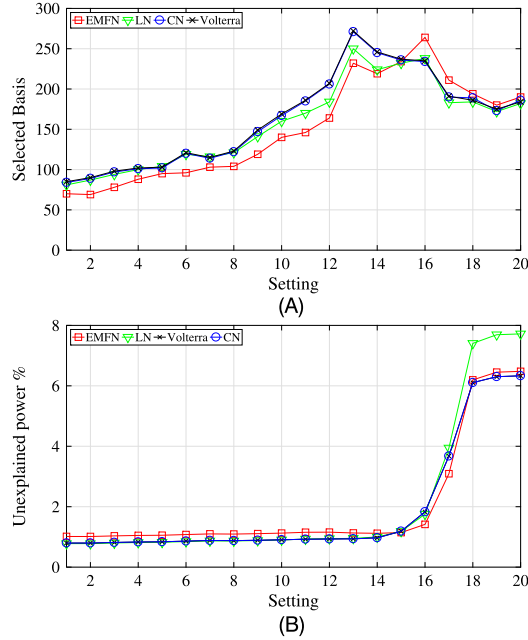 300
250
200
150
100
50
0
Selected Basis
EMFN LN CN Volterra
2 4 6 8 10 12 14 16 18 20
Setting
(A)
8
6
4
2
0
Unexplained power %
EMFN LN Volterra CN
2 4 6 8 10 12 14 16 18 20
Setting
(B)